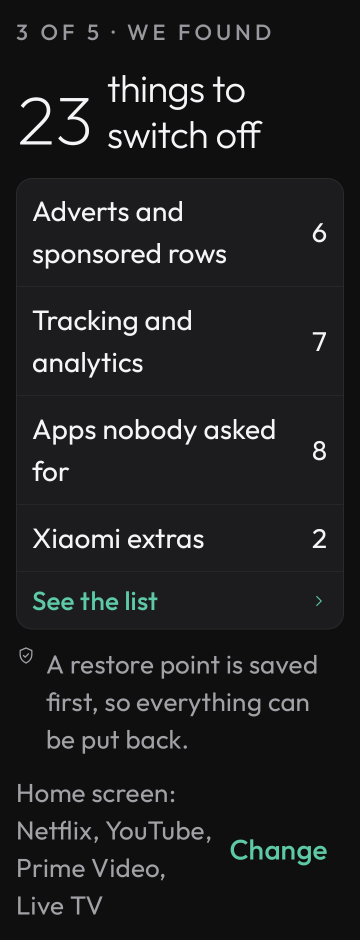 3 OF 5 · WE FOUND
23 things to
switch off
Adverts and
sponsored rows 6
Tracking and
analytics 7
Apps nobody asked
for 8
Xiaomi extras 2
See the list
A restore point is saved
first, so everything can
be put back.
Home screen:
Netflix, YouTube,
Prime Video,
Live TV
Change